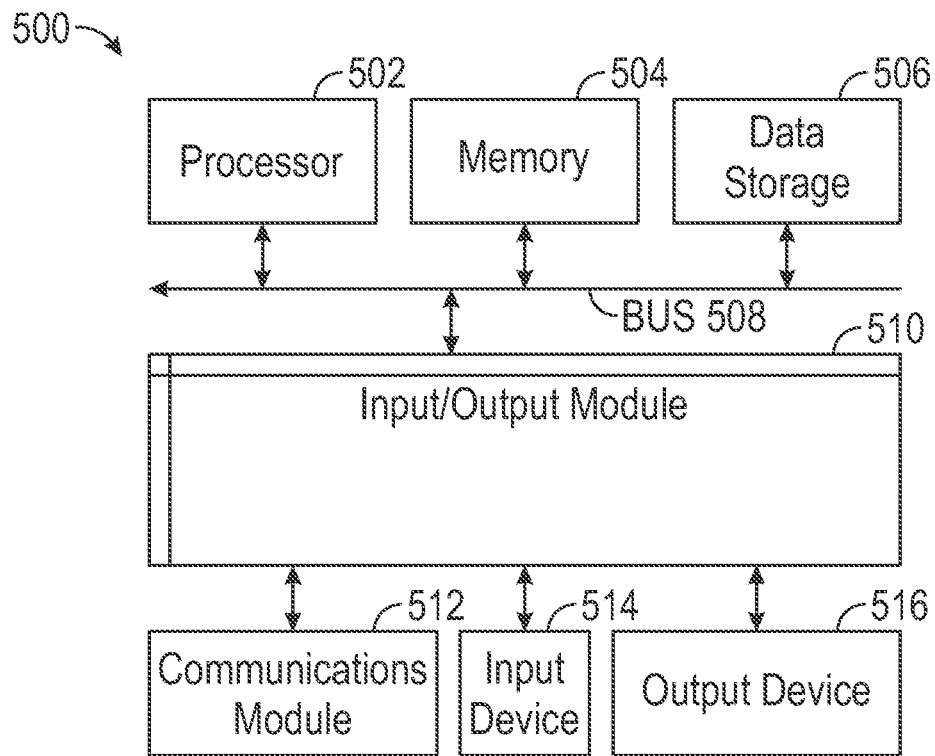 500
502
504
506
Processor
Memory
Data
Storage
BUS 508
510
Input/Output Module
512
514
516
Communications
Module
Input
Device
Output Device